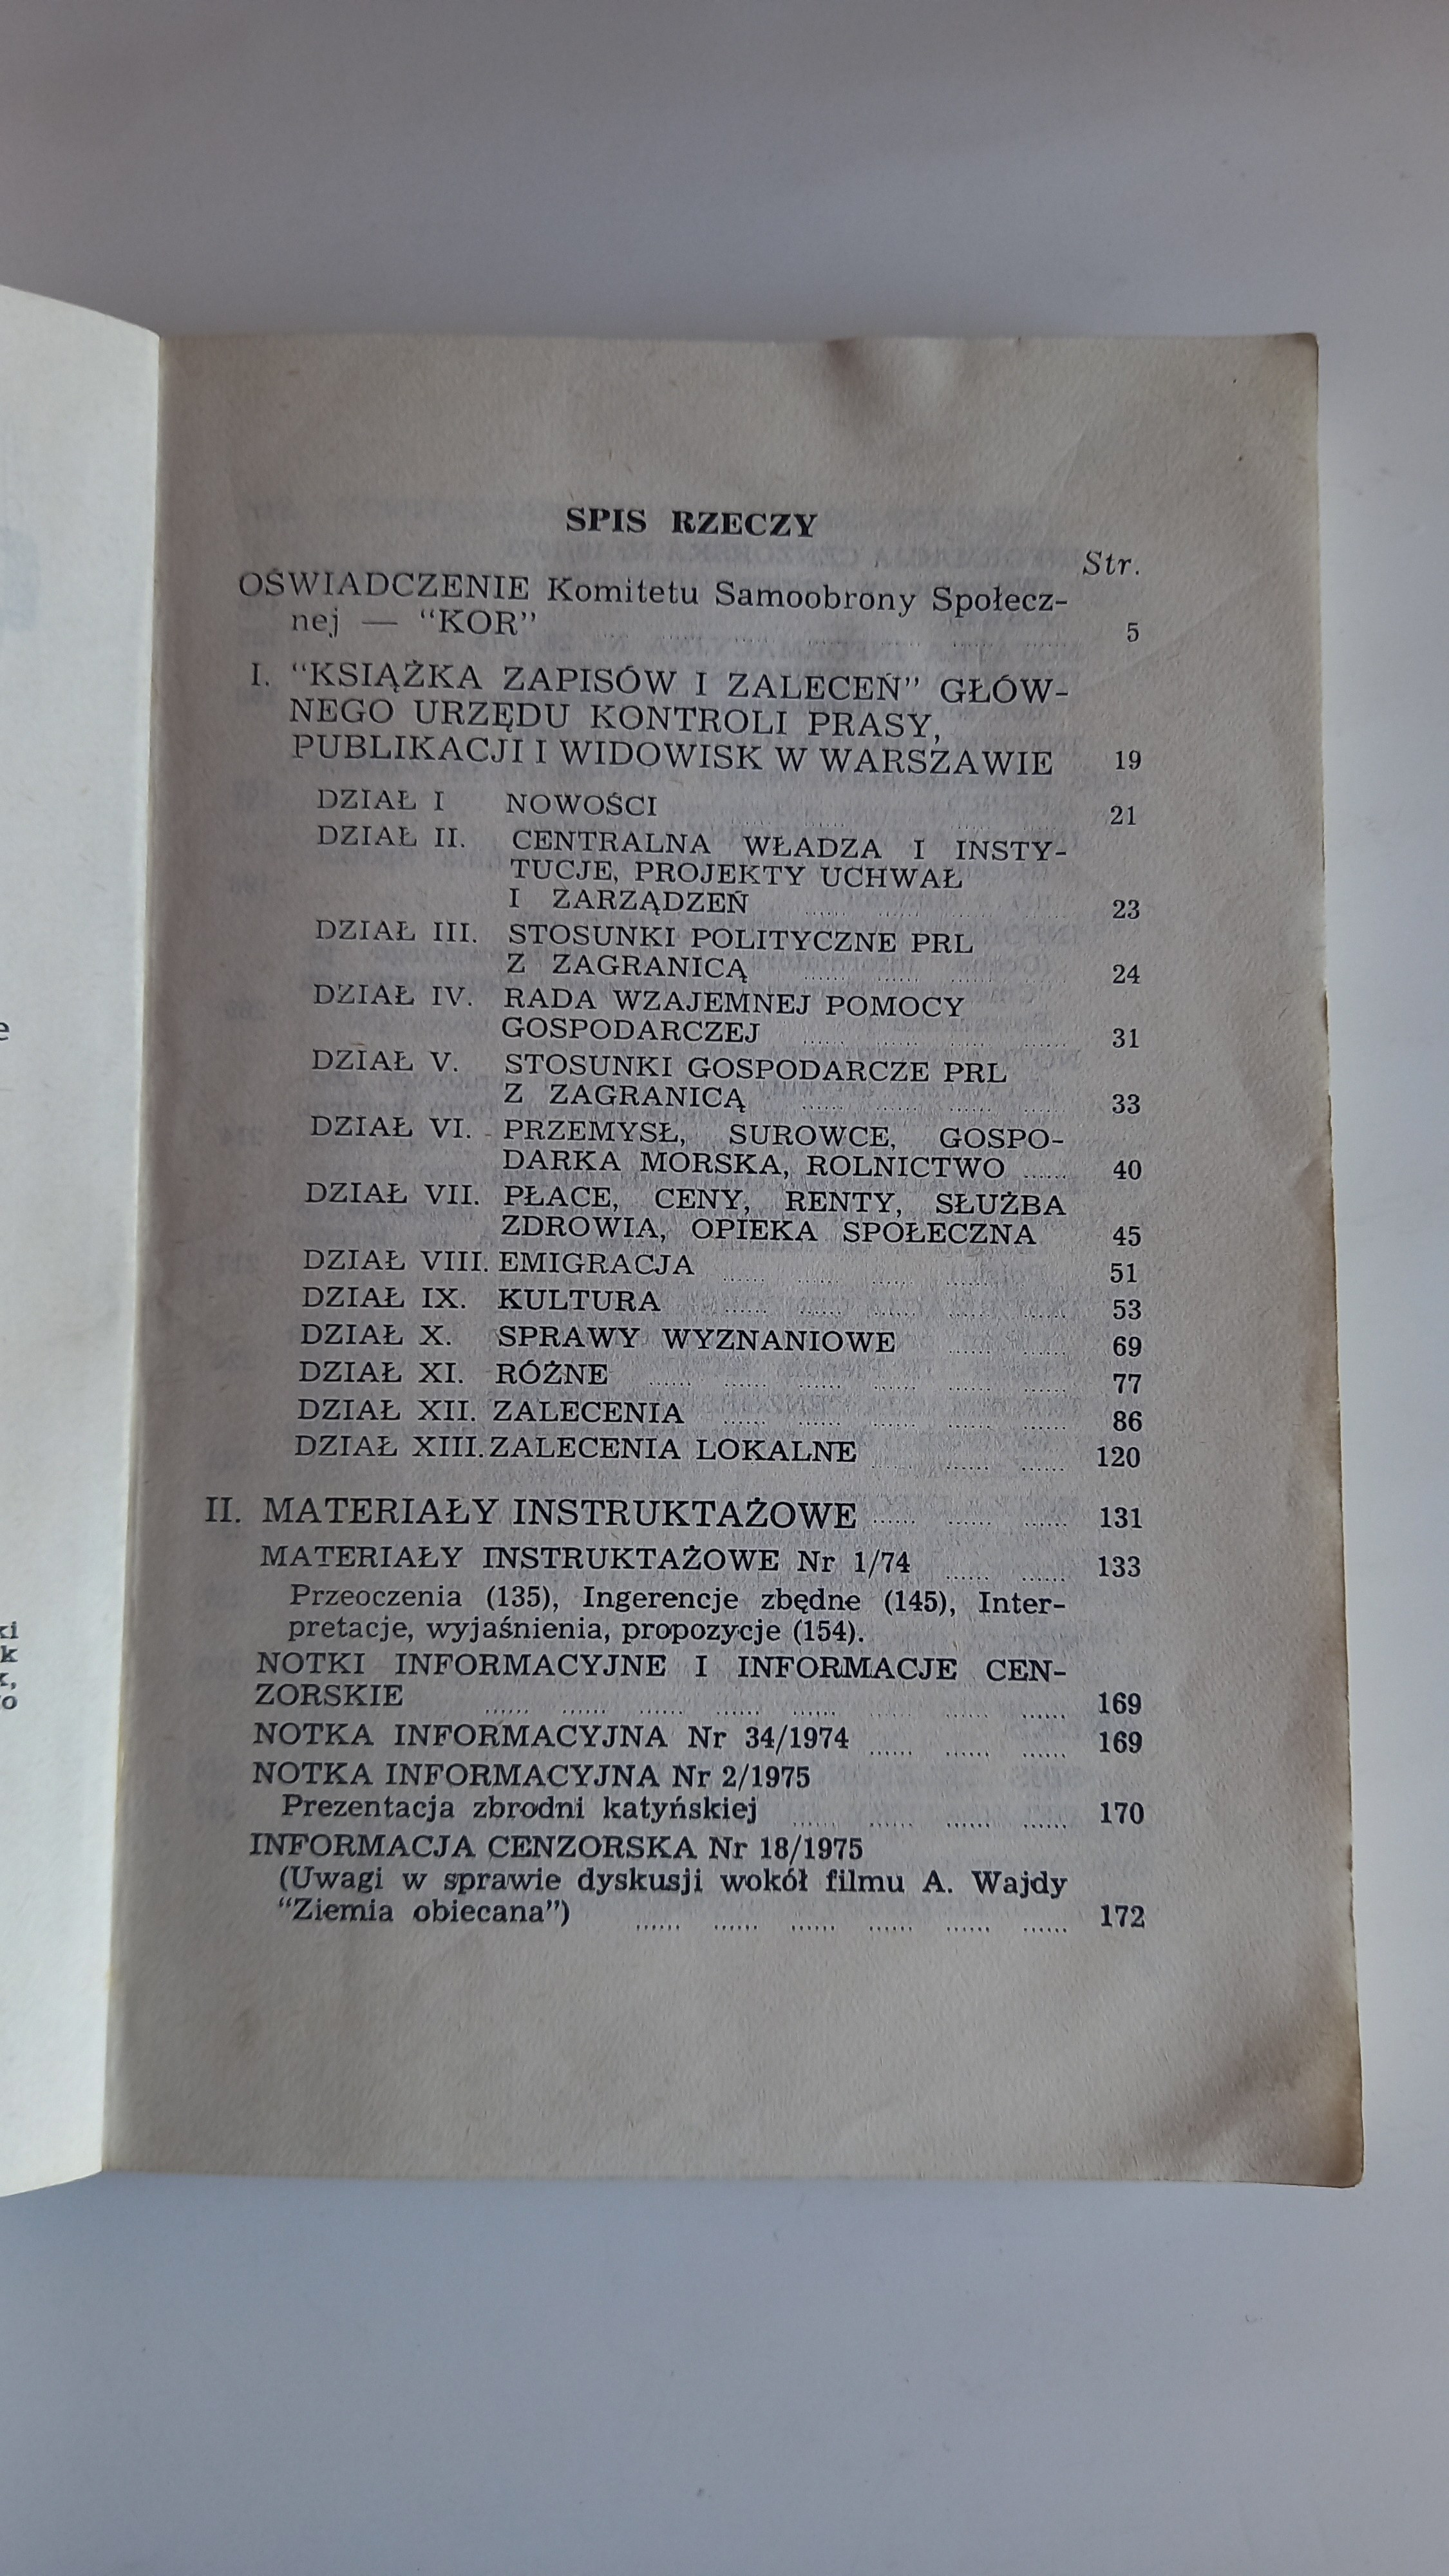 SPIS RZECZY
Str.
OŚWIADCZENIE Komitetu Samoobrony Społecz-
nej — “KOR” 5
I. “KSIĄŻKA ZAPISÓW I ZALECEŃ” GŁÓW-
NEGO URZĘDU KONTROLI PRASY,
PUBLIKACJI I WIDOWISK W WARSZAWIE 19
DZIAŁ I NOWOŚCI 21
DZIAŁ II. CENTRALNA WŁADZA I INSTY-
TUCJE, PROJEKTY UCHWAŁ
I ZARZĄDZEŃ 23
DZIAŁ III. STOSUNKI POLITYCZNE PRL
Z ZAGRANICĄ 24
DZIAŁ IV. RADA WZAJEMNEJ POMOCY
GOSPODARCZEJ 31
DZIAŁ V. STOSUNKI GOSPODARCZE PRL
Z ZAGRANICĄ 33
DZIAŁ VI. PRZEMYSŁ, SUROWCE, GOSPO-
DARKA MORSKA, ROLNICTWO 40
DZIAŁ VII. PŁACE, CENY, RENTY, SŁUŻBA
ZDROWIA, OPIEKA SPOŁECZNA 45
DZIAŁ VIII. EMIGRACJA 51
DZIAŁ IX. KULTURA 53
DZIAŁ X. SPRAWY WYZNANIOWE 69
DZIAŁ XI. RÓŻNE 77
DZIAŁ XII. ZALECENIA 86
DZIAŁ XIII. ZALECENIA LOKALNE 120
II. MATERIAŁY INSTRUKTAŻOWE 131
MATERIAŁY INSTRUKTAŻOWE Nr 1/74 133
Przeoczenia (135), Ingerencje zbędne (145), Inter-
pretacje, wyjaśnienia, propozycje (154).
NOTKI INFORMACYJNE I INFORMACJE CEN-
ZORSKIE 169
NOTKA INFORMACYJNA Nr 34/1974 169
NOTKA INFORMACYJNA Nr 2/1975
Prezentacja zbrodni katyńskiej 170
INFORMACJA CENZORSKA Nr 18/1975
(Uwagi w sprawie dyskusji wokół filmu A. Wajdy
“Ziemia obiecana”) 172